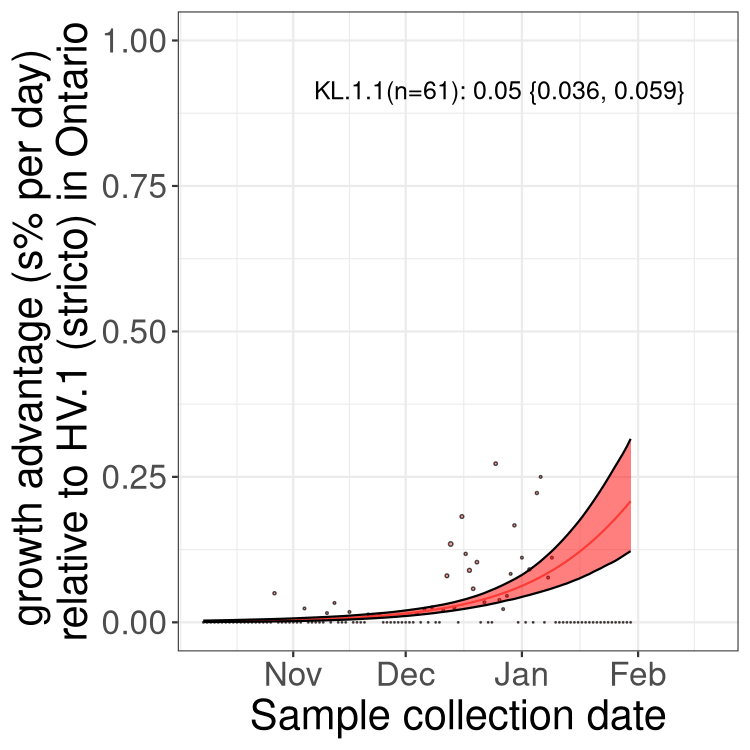 growth advantage (s% per day)
relative to HV.1 (stricto) in Ontario
1.00
KL.1.1(n=61): 0.05 {0.036, 0.059}
0.75
0.50
0.25
0.00
Nov Dec Jan Feb
Sample collection date